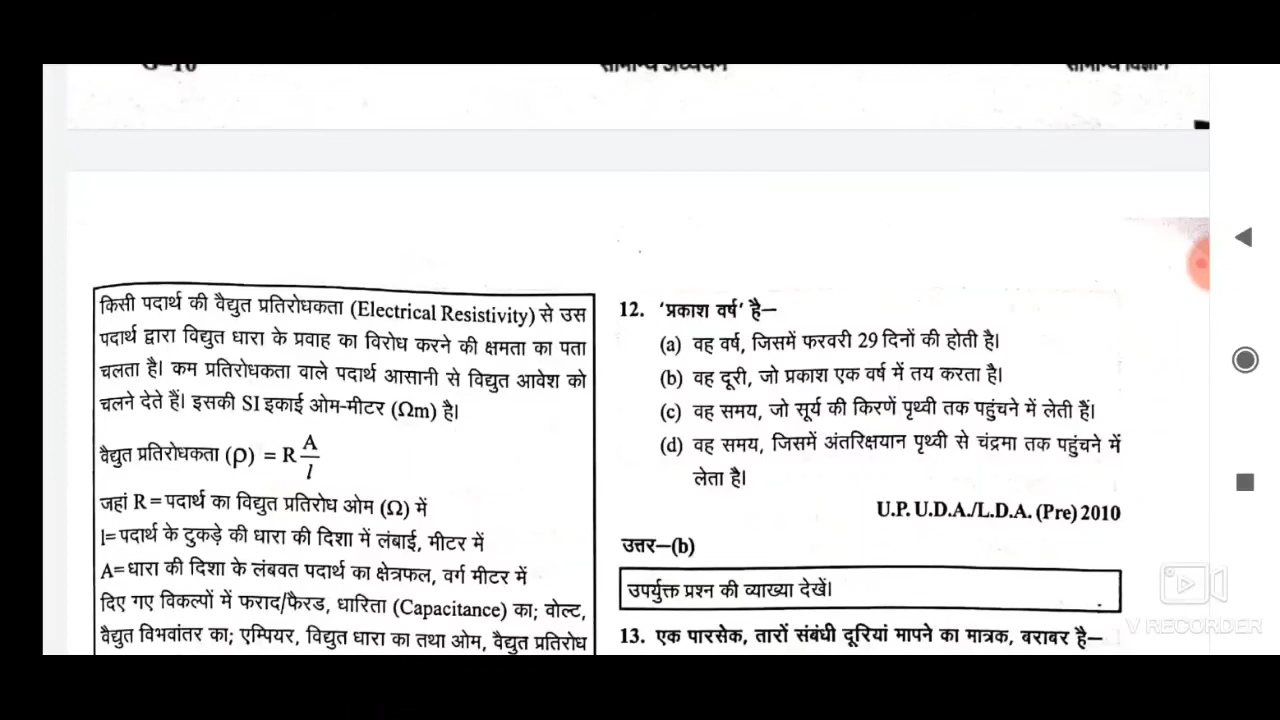 G-10
सामान्य अध्ययन
सामान्य विज्ञान
किसी पदार्थ की वैद्युत प्रतिरोधकता (Electrical Resistivity) से उस
पदार्थ द्वारा विद्युत धारा के प्रवाह का विरोध करने की क्षमता का पता
चलता है। कम प्रतिरोधकता वाले पदार्थ आसानी से विद्युत आवेश को
चलने देते हैं। इसकी SI इकाई ओम-मीटर (Ωm) है।
वैद्युत प्रतिरोधकता (ρ) = R A/l
जहां R = पदार्थ का विद्युत प्रतिरोध ओम (Ω) में
l= पदार्थ के टुकड़े की धारा की दिशा में लंबाई, मीटर में
A= धारा की दिशा के लंबवत पदार्थ का क्षेत्रफल, वर्ग मीटर में
दिए गए विकल्पों में फराद/फैरड, धारिता (Capacitance) का; वोल्ट,
वैद्युत विभवांतर का; एम्पियर, विद्युत धारा का तथा ओम, वैद्युत प्रतिरोध
12. ‘प्रकाश वर्ष’ है–
(a) वह वर्ष, जिसमें फरवरी 29 दिनों की होती है।
(b) वह दूरी, जो प्रकाश एक वर्ष में तय करता है।
(c) वह समय, जो सूर्य की किरणें पृथ्वी तक पहुंचने में लेती हैं।
(d) वह समय, जिसमें अंतरिक्षयान पृथ्वी से चंद्रमा तक पहुंचने में
लेता है।
U.P. U.D.A./L.D.A. (Pre) 2010
उत्तर–(b)
उपर्युक्त प्रश्न की व्याख्या देखें।
13. एक पारसेक, तारों संबंधी दूरियां मापने का मात्रक, बराबर है–
V RECORDER